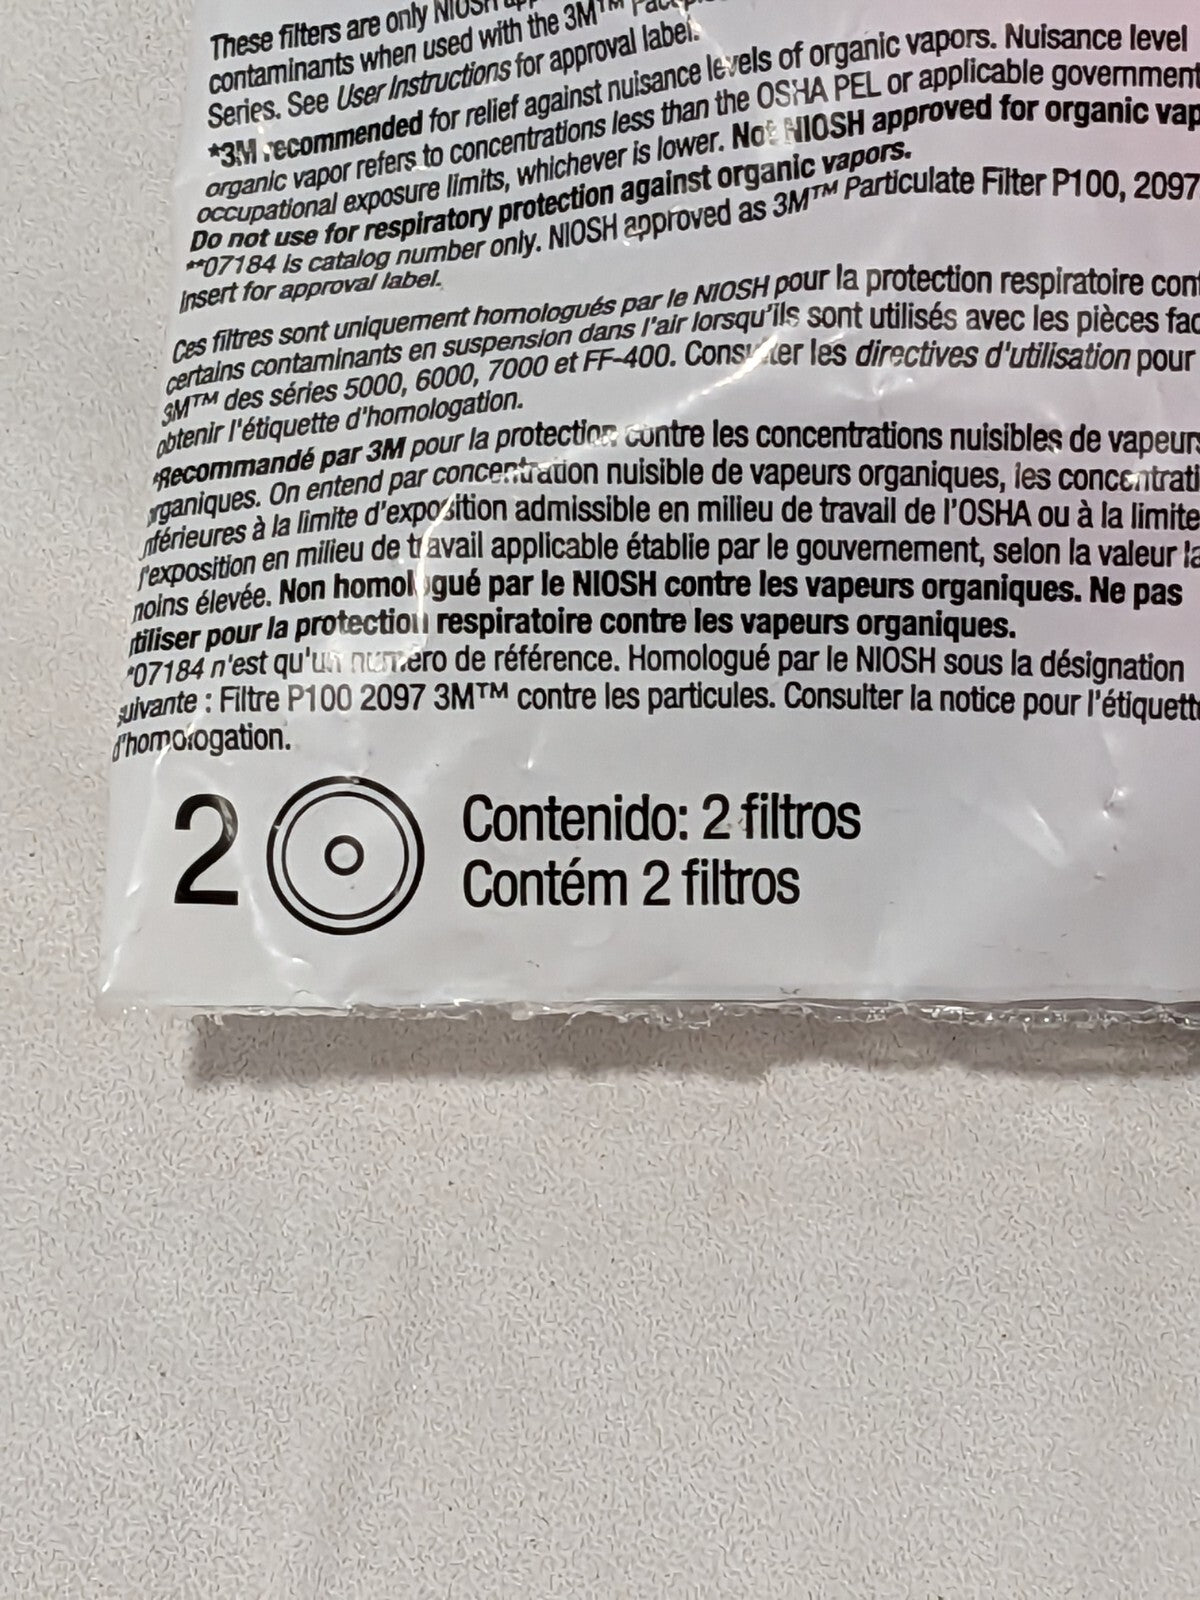 These filters are only NIOSH
contaminants when used with the 3M™
Series. See User Instructions for approval label.
*3M recommended for relief against nuisance levels of organic vapors. Nuisance level
organic vapor refers to concentrations less than the OSHA PEL or applicable government
occupational exposure limits, whichever is lower. Not NIOSH approved for organic vap
Do not use for respiratory protection against organic vapors.
**07184 is catalog number only. NIOSH approved as 3M™ Particulate Filter P100, 2097
Insert for approval label.
Ces filtres sont uniquement homologués par le NIOSH pour la protection respiratoire con
certains contaminants en suspension dans l'air lorsqu'ils sont utilisés avec les pièces fac
3M™ des séries 5000, 6000, 7000 et FF-400. Consulter les directives d'utilisation pour
obtenir l'étiquette d'homologation.
*Recommandé par 3M pour la protection contre les concentrations nuisibles de vapeurs
organiques. On entend par concentration nuisible de vapeurs organiques, les concentrati
nférieures à la limite d'exposition admissible en milieu de travail de l'OSHA ou à la limite
l'exposition en milieu de travail applicable établie par le gouvernement, selon la valeur la
noins élevée. Non homologué par le NIOSH contre les vapeurs organiques. Ne pas
utiliser pour la protection respiratoire contre les vapeurs organiques.
*07184 n'est qu'un numéro de référence. Homologué par le NIOSH sous la désignation
suivante : Filtre P100 2097 3M™ contre les particules. Consulter la notice pour l'étiquette
d'homologation.
2 Contenido: 2 filtros
Contém 2 filtros